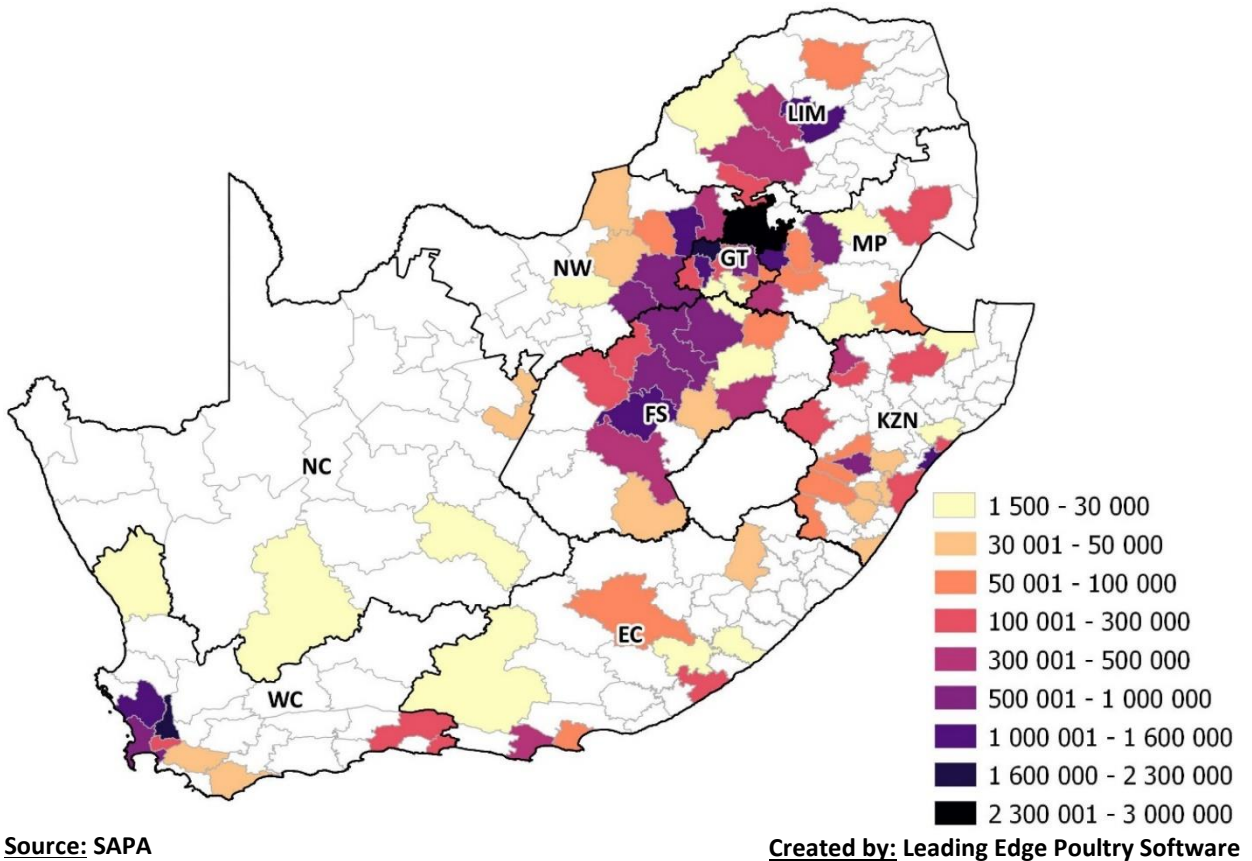 LIM
MP
GT
NW
FS
KZN
NC
EC
WC
1 500 - 30 000
30 001 - 50 000
50 001 - 100 000
100 001 - 300 000
300 001 - 500 000
500 001 - 1 000 000
1 000 001 - 1 600 000
1 600 000 - 2 300 000
2 300 001 - 3 000 000
Source: SAPA
Created by: Leading Edge Poultry Software